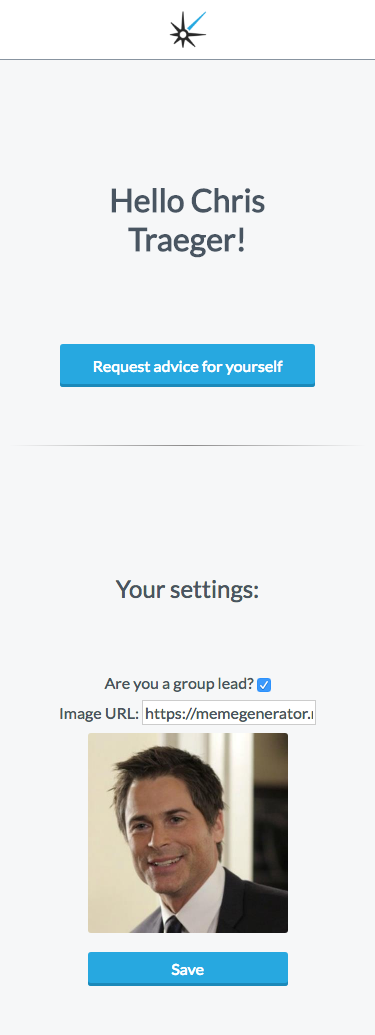 Hello Chris
Traeger!
Request advice for yourself
Your settings:
Are you a group lead?
Image URL: https://memegenerator.
Save